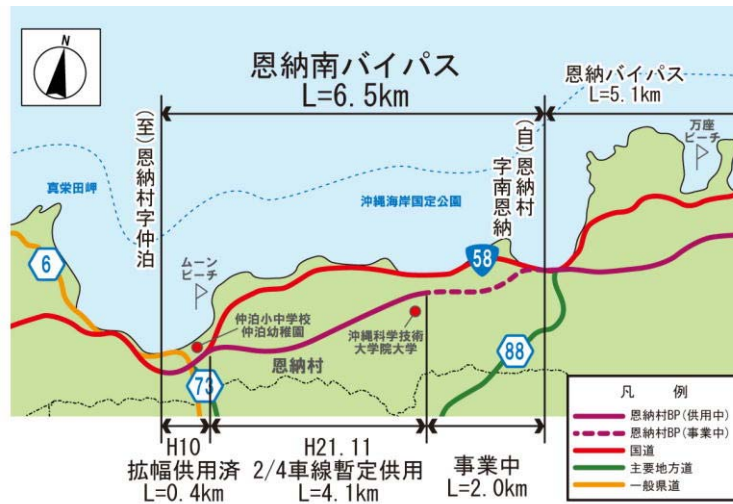 N
恩納南バイパス
L=6.5km
恩納バイパス
L=5.1km
(至)恩納村字仲泊
(自)恩納村
字南恩納
万座
ビーチ
真栄田岬
沖縄海岸国定公園
58
6
ムーン
ビーチ
仲泊小中学校
仲泊幼稚園
沖縄科学技術
大学院大学
恩納村
88
73
H10
拡幅供用済
L=0.4km
H21.11
2/4車線暫定供用
L=4.1km
事業中
L=2.0km
凡 例
恩納村BP(供用中)
恩納村BP(事業中)
国道
主要地方道
一般県道